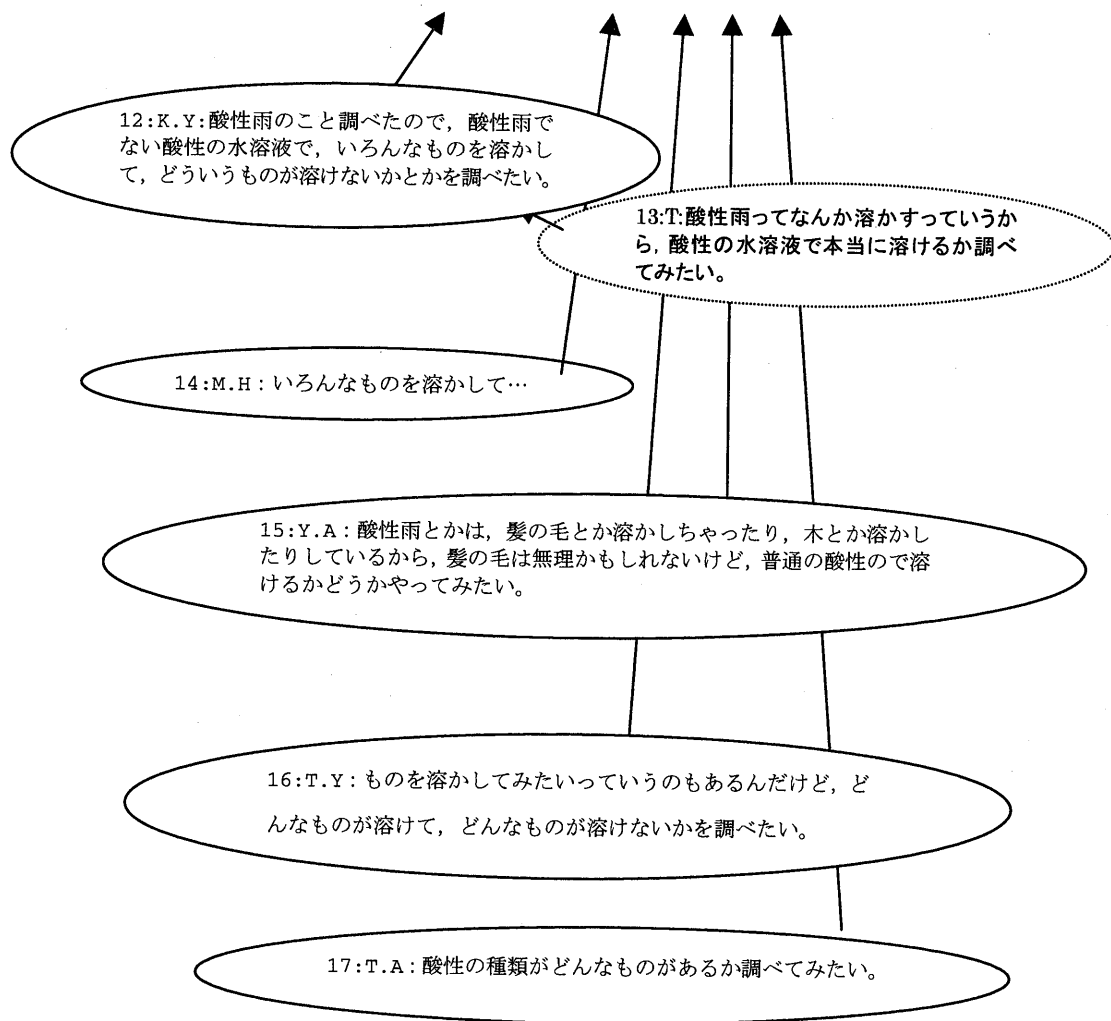 12:K.Y:酸性雨のこと調べたので，酸性雨で
ない酸性の水溶液で，いろんなものを溶かし
て，どういうものが溶けないかとかを調べたい。
13:T:酸性雨ってなんか溶かすっていうか
ら，酸性の水溶液で本当に溶けるか調べ
てみたい。
14:M.H：いろんなものを溶かして…
15:Y.A：酸性雨とかは，髪の毛とか溶かしちゃったり，木とか溶かし
たりしているから，髪の毛は無理かもしれないけど，普通の酸性ので溶
けるかどうかやってみたい。
16:T.Y：ものを溶かしてみたいっていうのもあるんだけど，ど
んなものが溶けて，どんなものが溶けないかを調べたい。
17:T.A：酸性の種類がどんなものがあるか調べてみたい。